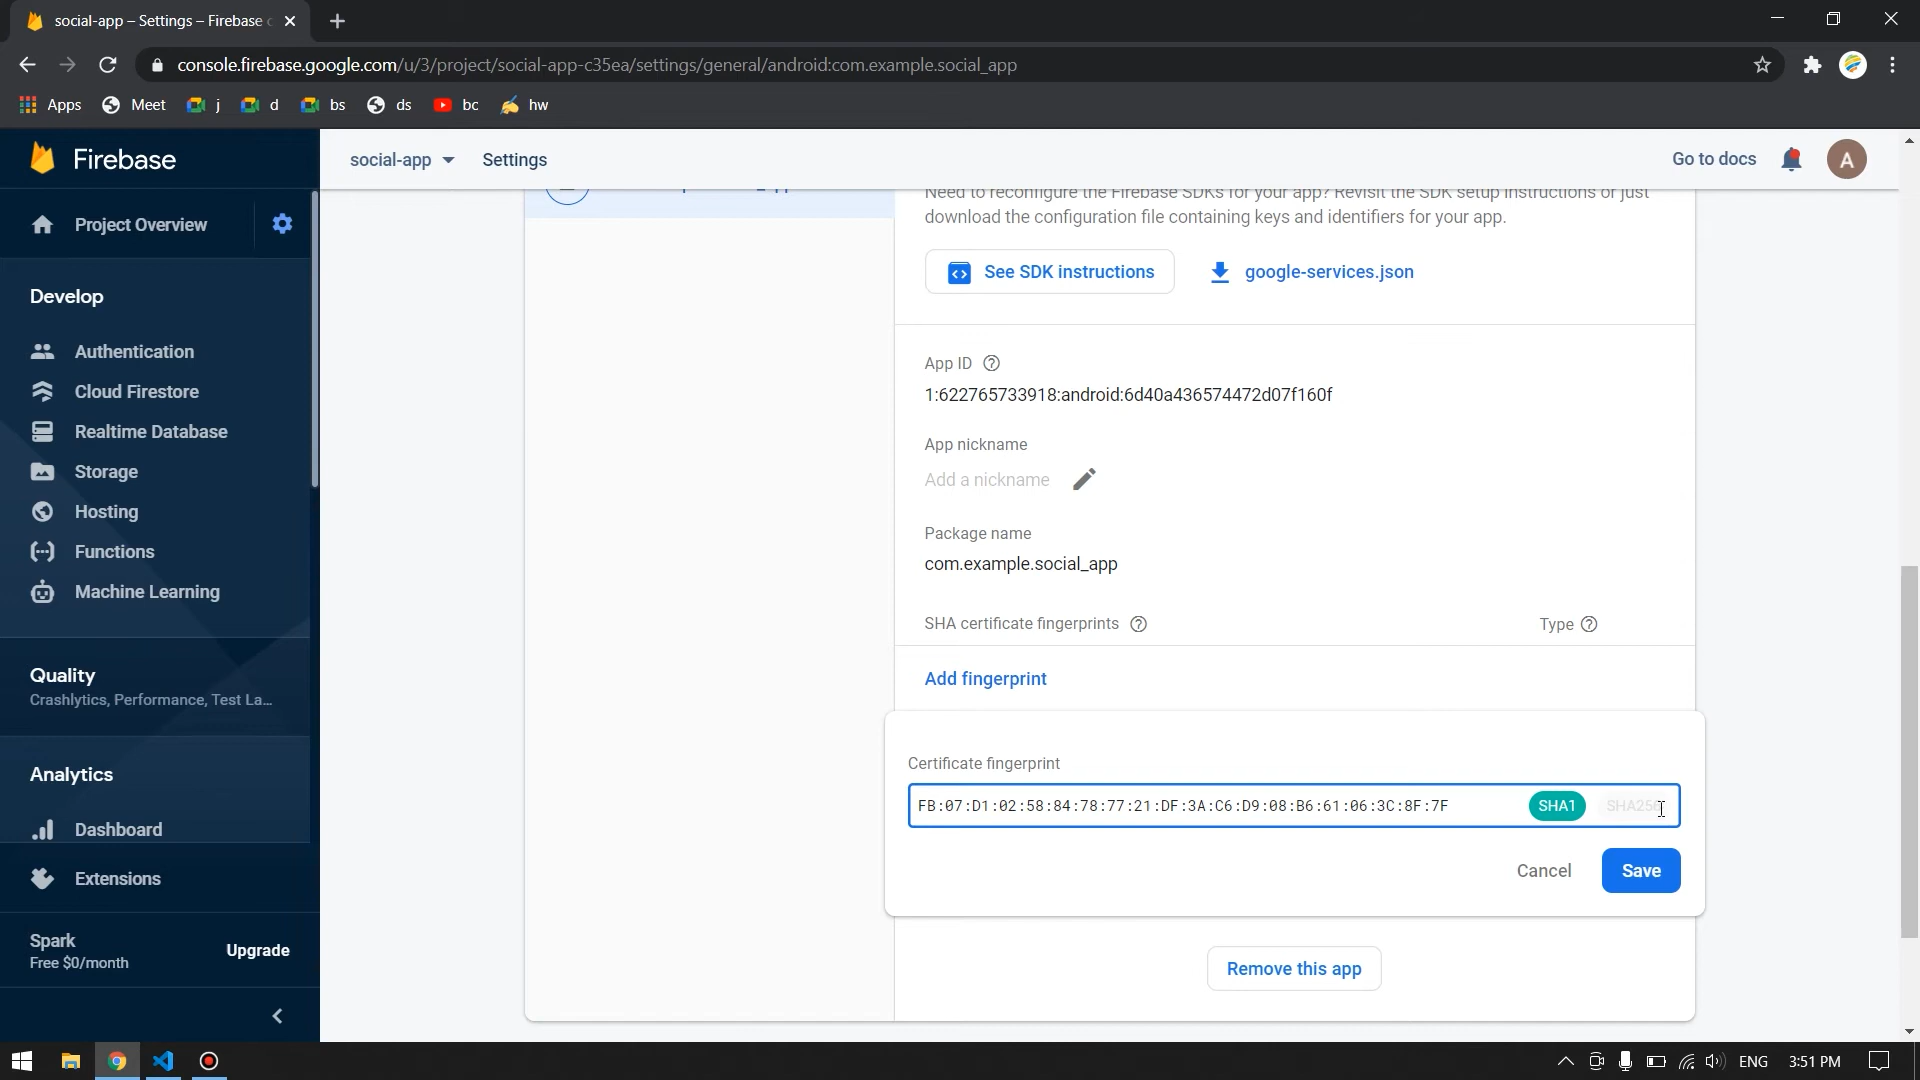 social-app – Settings – Firebase c
console.firebase.google.com/u/3/project/social-app-c35ea/settings/general/android:com.example.social_app
Apps Meet j d bs ds bc hw
Firebase
social-app Settings
Go to docs
A
Project Overview
Develop
Authentication
Cloud Firestore
Realtime Database
Storage
Hosting
Functions
Machine Learning
Quality
Crashlytics, Performance, Test La...
Analytics
Dashboard
Extensions
Spark
Free $0/month
Upgrade
Need to reconfigure the Firebase SDKs for your app? Revisit the SDK setup instructions or just
download the configuration file containing keys and identifiers for your app.
See SDK instructions
google-services.json
App ID
1:622765733918:android:6d40a436574472d07f160f
App nickname
Add a nickname
Package name
com.example.social_app
SHA certificate fingerprints
Type
Add fingerprint
Certificate fingerprint
FB:07:D1:02:58:84:78:77:21:DF:3A:C6:D9:08:B6:61:06:3C:8F:7F
SHA1
SHA256
Cancel
Save
Remove this app
ENG
3:51 PM